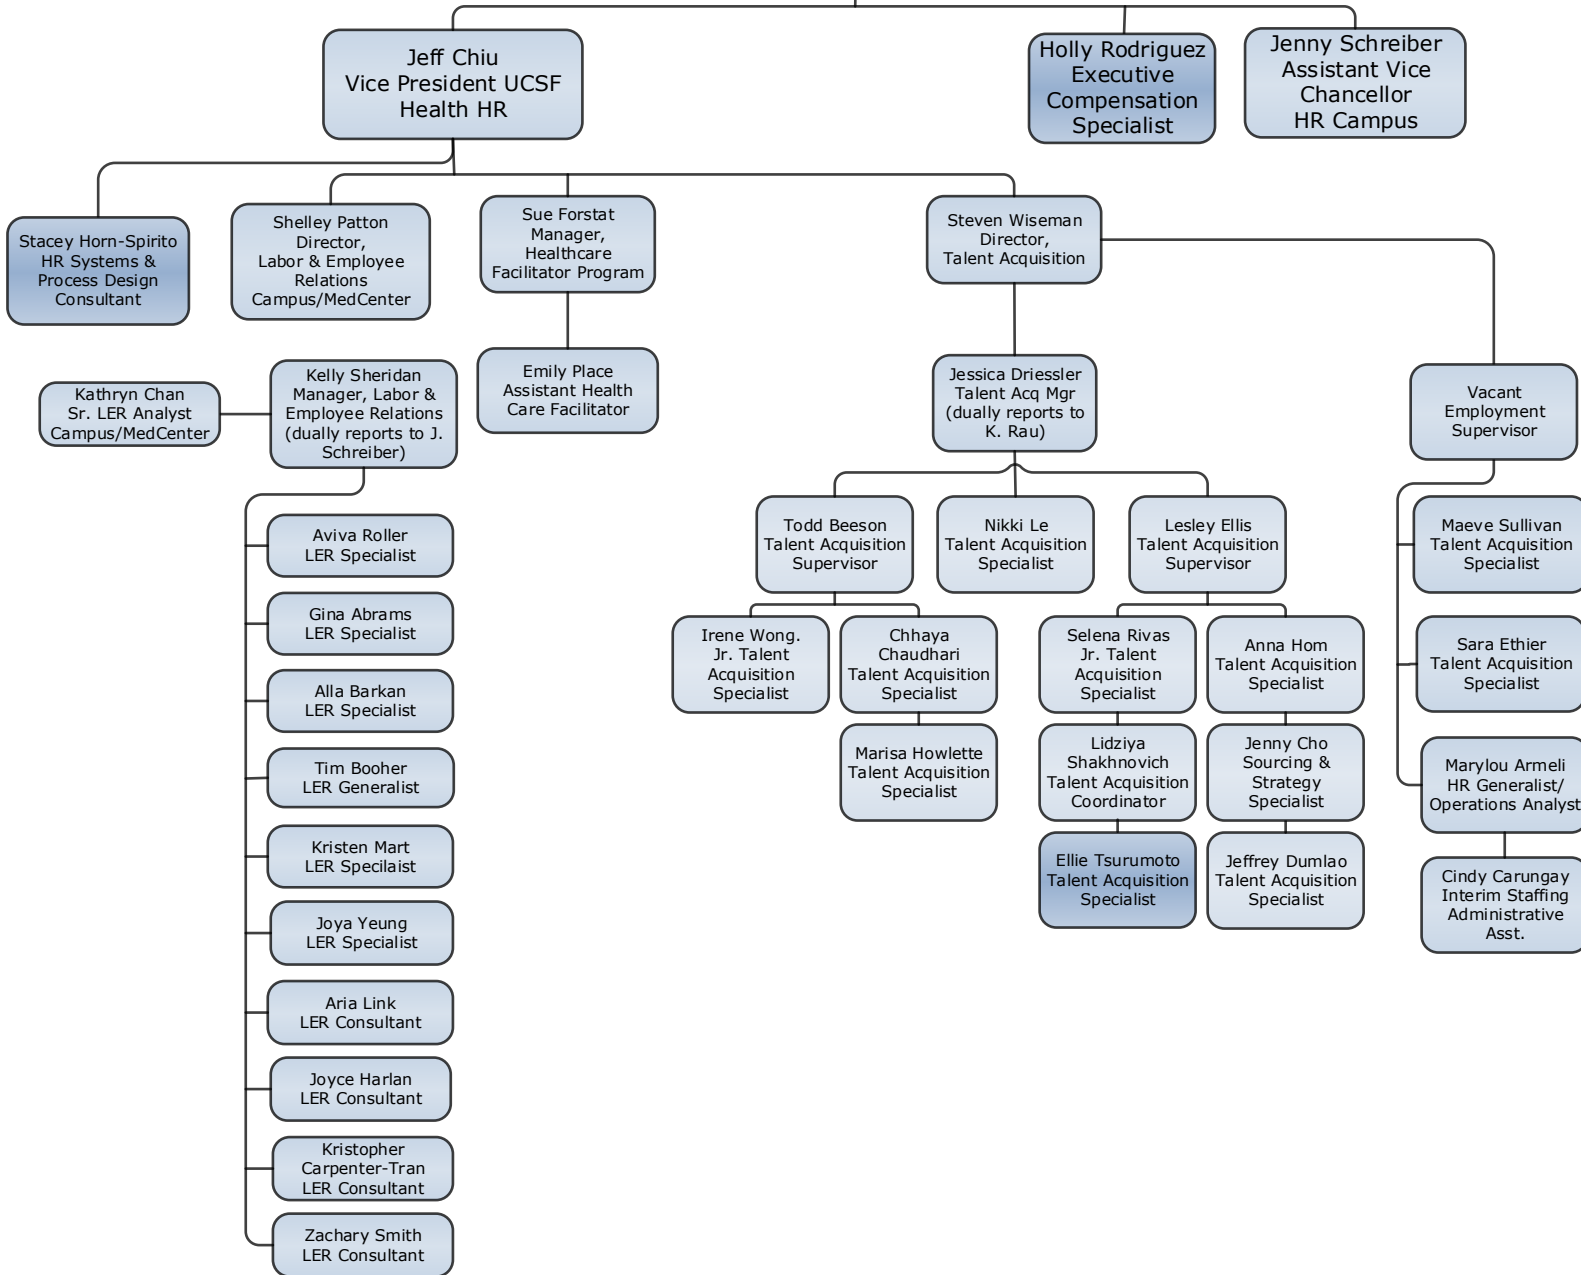 Jeff Chiu
Vice President UCSF
Health HR
Holly Rodriguez
Executive
Compensation
Specialist
Jenny Schreiber
Assistant Vice
Chancellor
HR Campus
Stacey Horn-Spirito
HR Systems &
Process Design
Consultant
Shelley Patton
Director,
Labor & Employee
Relations
Campus/MedCenter
Sue Forstat
Manager,
Healthcare
Facilitator Program
Steven Wiseman
Director,
Talent Acquisition
Kathryn Chan
Sr. LER Analyst
Campus/MedCenter
Kelly Sheridan
Manager, Labor &
Employee Relations
(dually reports to J.
Schreiber)
Emily Place
Assistant Health
Care Facilitator
Jessica Driessler
Talent Acq Mgr
(dually reports to
K. Rau)
Vacant
Employment
Supervisor
Aviva Roller
LER Specialist
Gina Abrams
LER Specialist
Alla Barkan
LER Specialist
Tim Booher
LER Generalist
Kristen Mart
LER Specilaist
Joya Yeung
LER Specialist
Aria Link
LER Consultant
Joyce Harlan
LER Consultant
Kristopher
Carpenter-Tran
LER Consultant
Zachary Smith
LER Consultant
Todd Beeson
Talent Acquisition
Supervisor
Nikki Le
Talent Acquisition
Specialist
Lesley Ellis
Talent Acquisition
Supervisor
Irene Wong.
Jr. Talent
Acquisition
Specialist
Chhaya
Chaudhari
Talent Acquisition
Specialist
Marisa Howlette
Talent Acquisition
Specialist
Selena Rivas
Jr. Talent
Acquisition
Specialist
Lidziya
Shakhnovich
Talent Acquisition
Coordinator
Ellie Tsurumoto
Talent Acquisition
Specialist
Anna Hom
Talent Acquisition
Specialist
Jenny Cho
Sourcing &
Strategy
Specialist
Jeffrey Dumlao
Talent Acquisition
Specialist
Maeve Sullivan
Talent Acquisition
Specialist
Sara Ethier
Talent Acquisition
Specialist
Marylou Armeli
HR Generalist/
Operations Analyst
Cindy Carungay
Interim Staffing
Administrative
Asst.